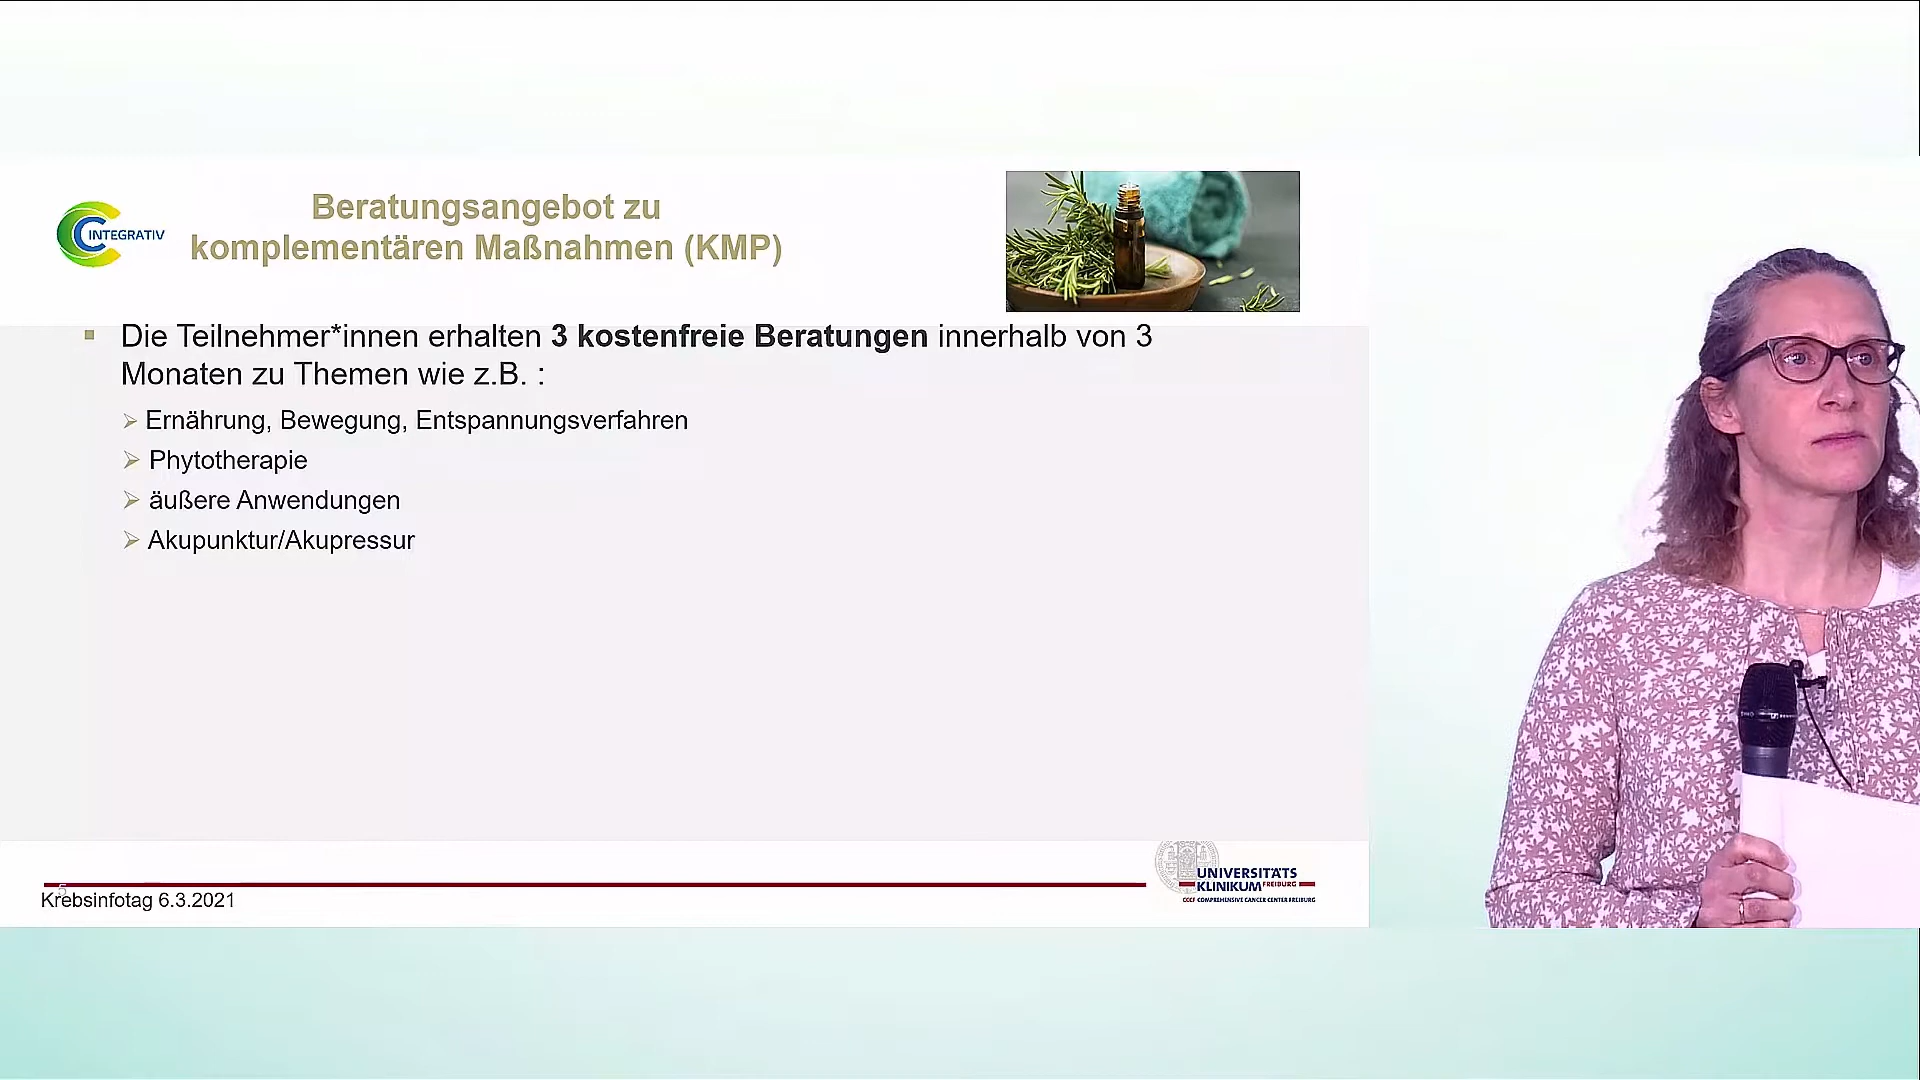 INTEGRATIV
Beratungsangebot zu
komplementären Maßnahmen (KMP)
Die Teilnehmer*innen erhalten 3 kostenfreie Beratungen innerhalb von 3
Monaten zu Themen wie z.B. :
Ernährung, Bewegung, Entspannungsverfahren
Phytotherapie
äußere Anwendungen
Akupunktur/Akupressur
5
Krebsinfotag 6.3.2021
UNIVERSITÄTS
KLINIKUM FREIBURG
CCCF COMPREHENSIVE CANCER CENTER FREIBURG